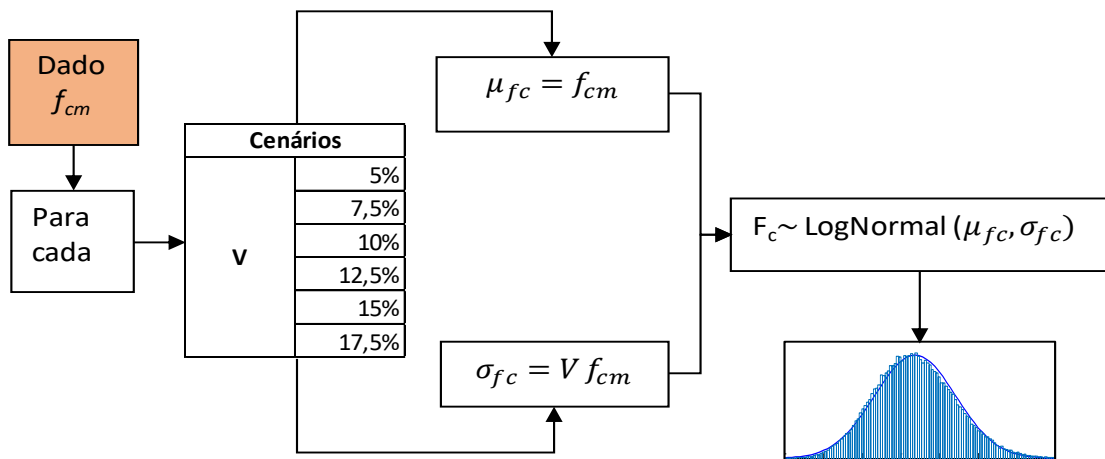 Dado
f_cm
Para
cada
Cenários
V
5%
7,5%
10%
12,5%
15%
17,5%
μ_fc = f_cm
σ_fc = V f_cm
F_c~ LogNormal (μ_fc, σ_fc)